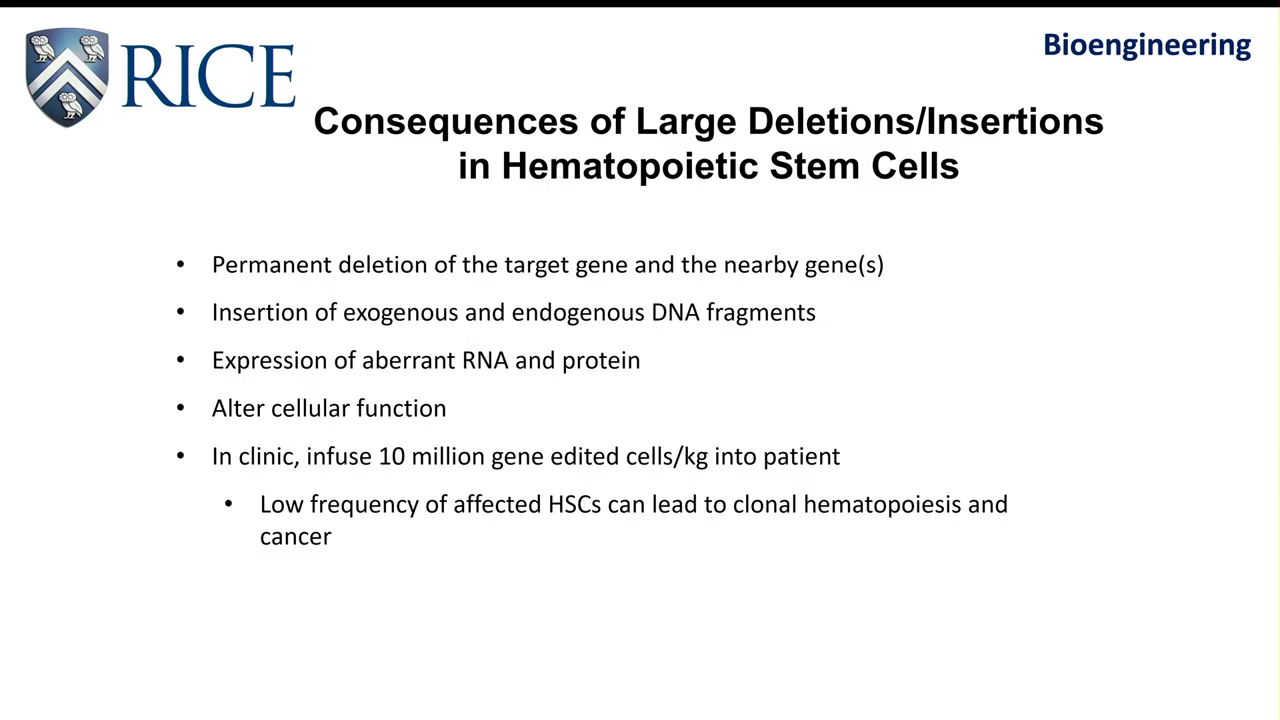 RICE
Bioengineering
Consequences of Large Deletions/Insertions
in Hematopoietic Stem Cells
• Permanent deletion of the target gene and the nearby gene(s)
• Insertion of exogenous and endogenous DNA fragments
• Expression of aberrant RNA and protein
• Alter cellular function
• In clinic, infuse 10 million gene edited cells/kg into patient
• Low frequency of affected HSCs can lead to clonal hematopoiesis and
cancer